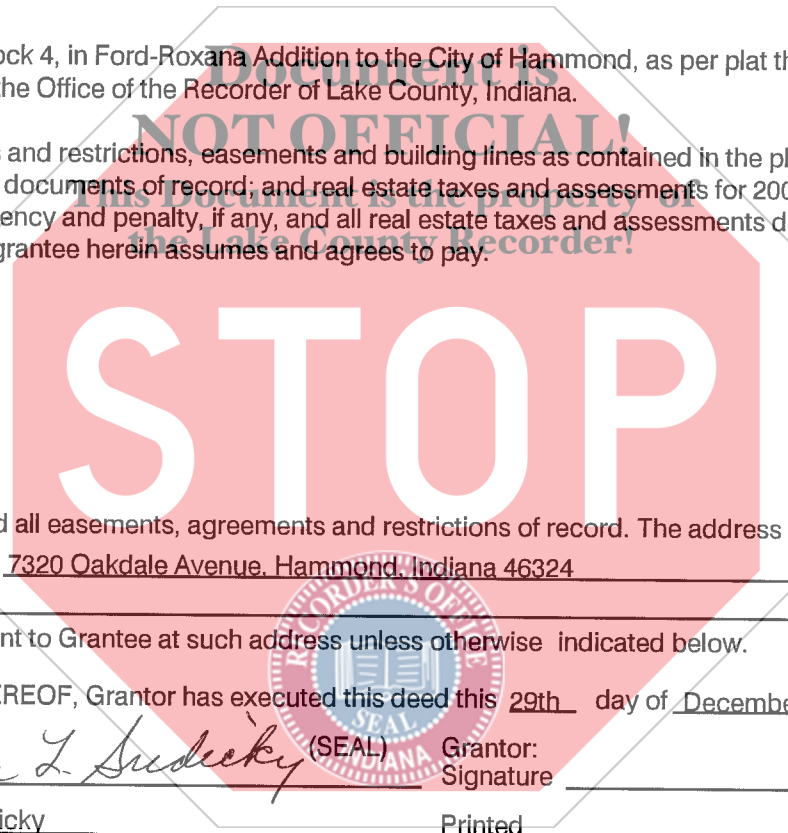 ock 4, in Ford-Roxana Addition to the City of Hammond, as per plat th
the Office of the Recorder of Lake County, Indiana.
Document is
NOT OFFICIAL!
This Document is the property of
the Lake County Recorder!
s and restrictions, easements and building lines as contained in the pl
documents of record; and real estate taxes and assessments for 200
ency and penalty, if any, and all real estate taxes and assessments d
grantee herein assumes and agrees to pay.
STOP
d all easements, agreements and restrictions of record. The address
7320 Oakdale Avenue, Hammond, Indiana 46324
nt to Grantee at such address unless otherwise indicated below.
EREOF, Grantor has executed this deed this 29th day of Decembe
RECORDER'S OFFICE
SEAL
INDIANA
L. Sudicky (SEAL) Grantor:
Signature
icky Printed